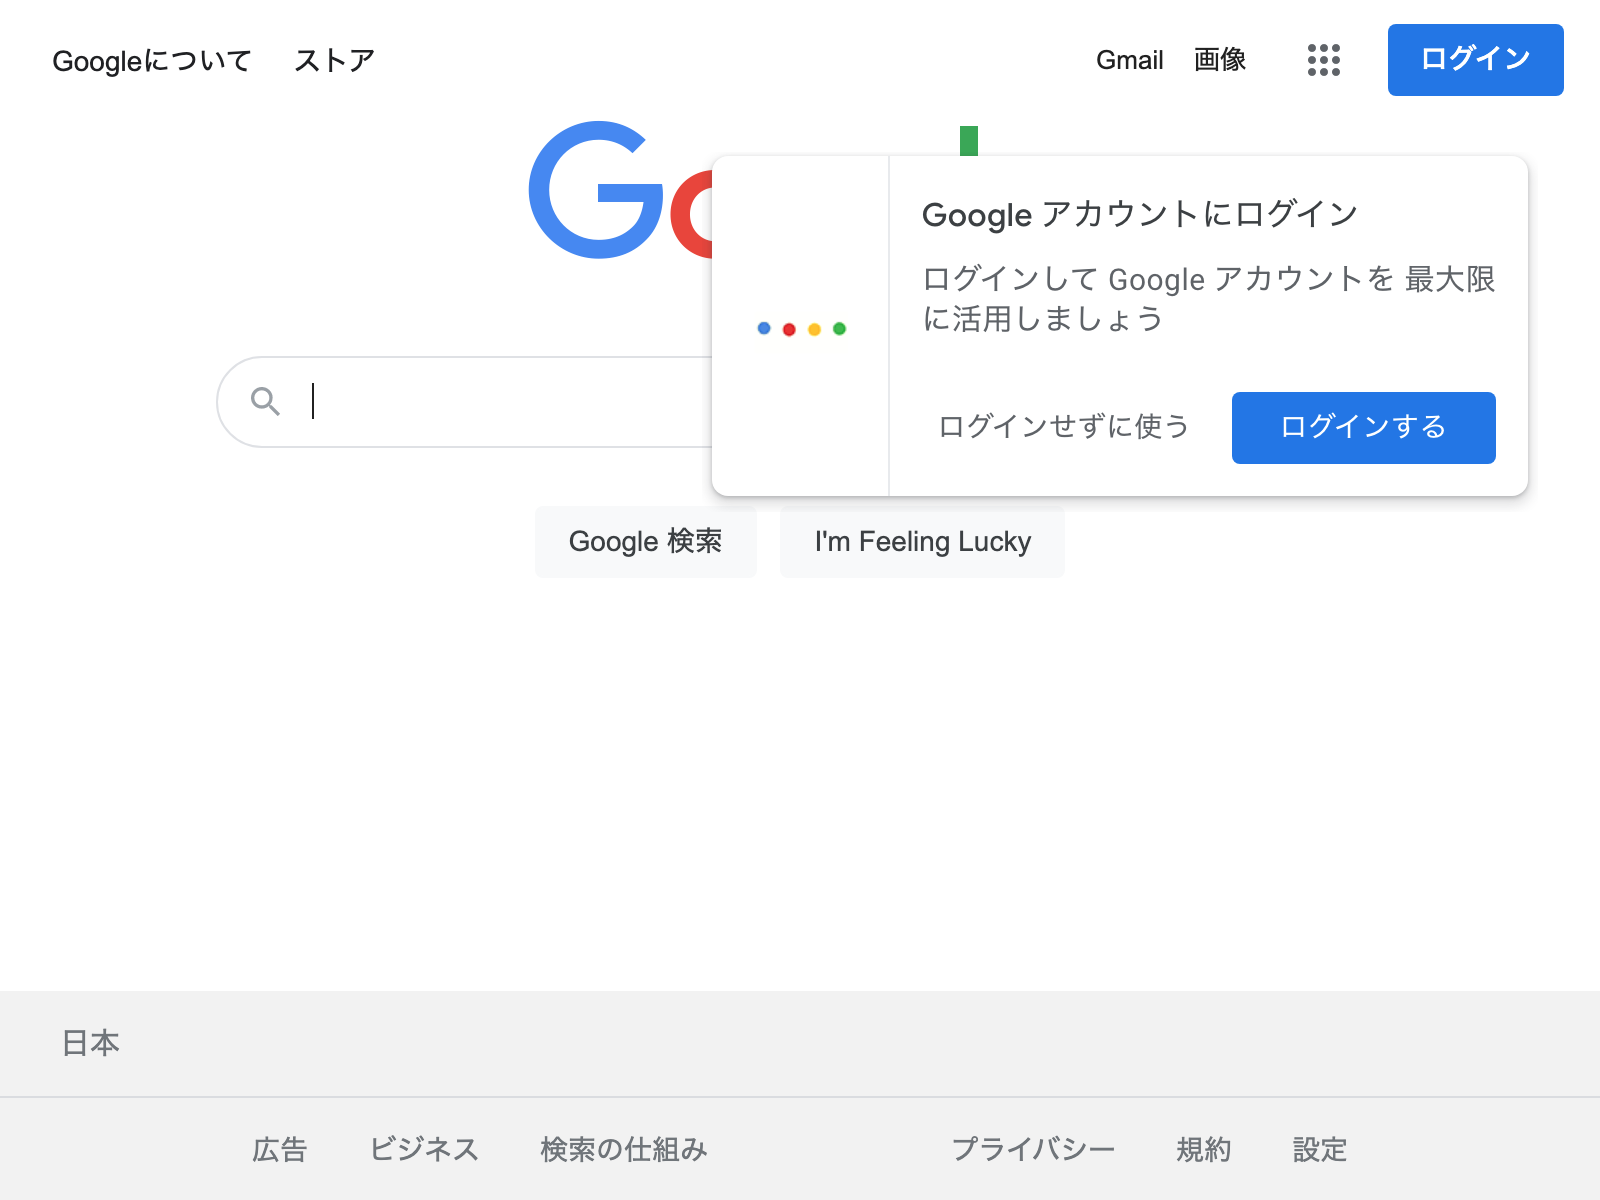 Googleについて ストア Gmail 画像 ログイン
Go
Google アカウントにログイン
ログインして Google アカウントを 最大限
に活用しましょう
ログインせずに使う ログインする
Google 検索 I'm Feeling Lucky
日本
広告 ビジネス 検索の仕組み プライバシー 規約 設定